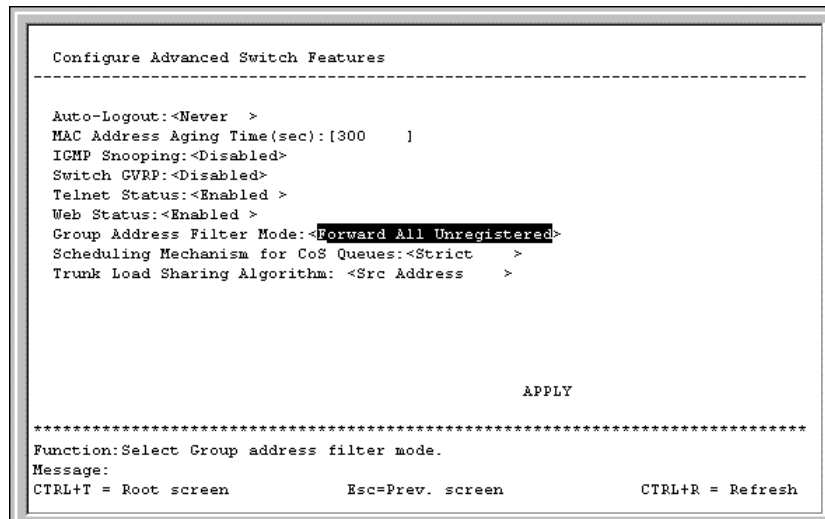 Configure Advanced Switch Features
--------------------------------------------------------------------------------
Auto-Logout:<Never  >
MAC Address Aging Time(sec):[300    ]
IGMP Snooping:<Disabled>
Switch GVRP:<Disabled>
Telnet Status:<Enabled >
Web Status:<Enabled >
Group Address Filter Mode:<Forward All Unregistered>
Scheduling Mechanism for CoS Queues:<Strict    >
Trunk Load Sharing Algorithm: <Src Address    >
APPLY
********************************************************************************
Function:Select Group address filter mode.
Message:
CTRL+T = Root screen            Esc=Prev. screen              CTRL+R = Refresh